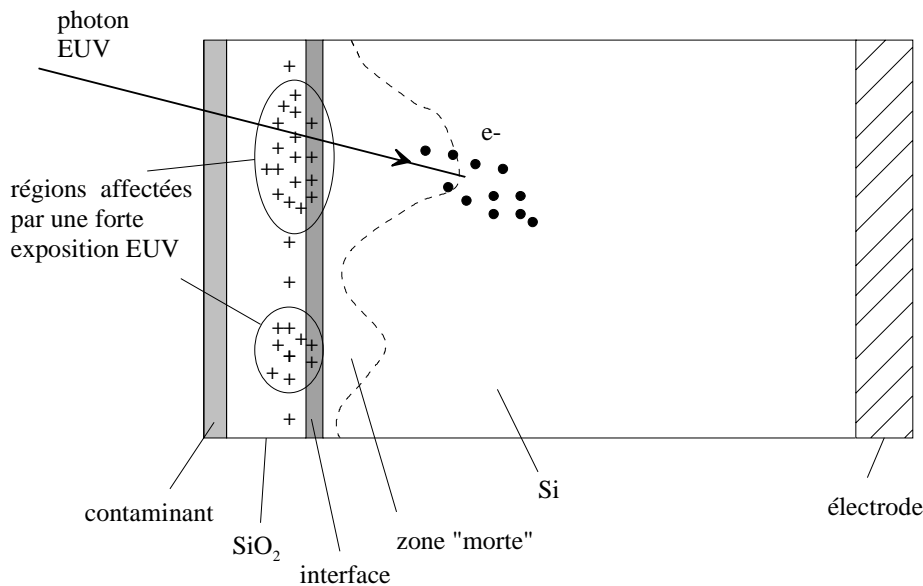 photon
EUV
e-
régions affectées
par une forte
exposition EUV
contaminant
SiO2
interface
zone "morte"
Si
électrode